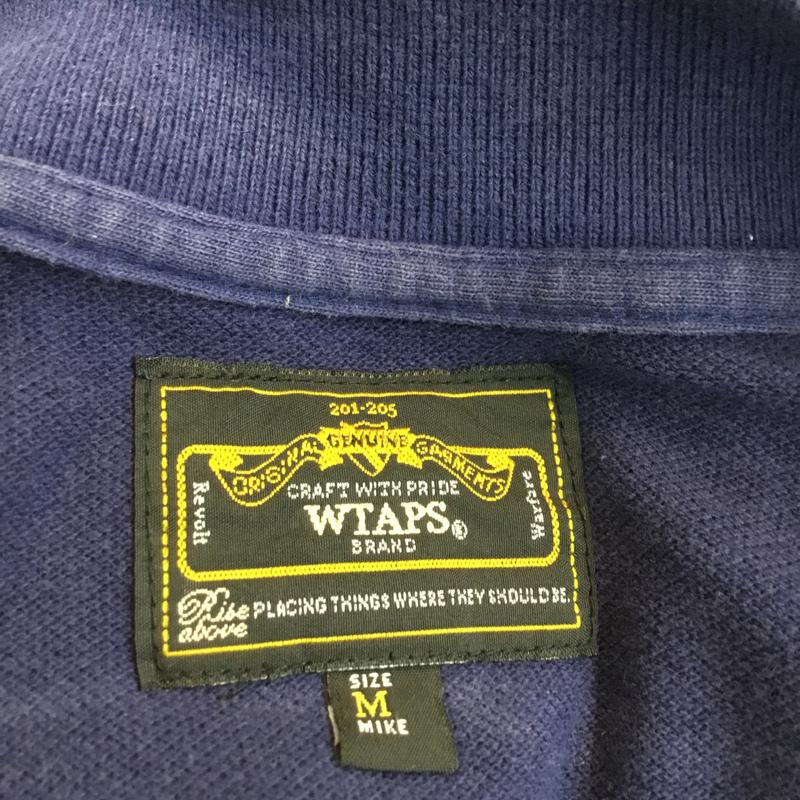 201-205
ORIGINAL GENUINE GARMENTS
CRAFT WITH PRIDE
Revolt
WTAPS®
Warfare
BRAND
Rise above
PLACING THINGS WHERE THEY SHOULD BE.
SIZE
M
MIKE